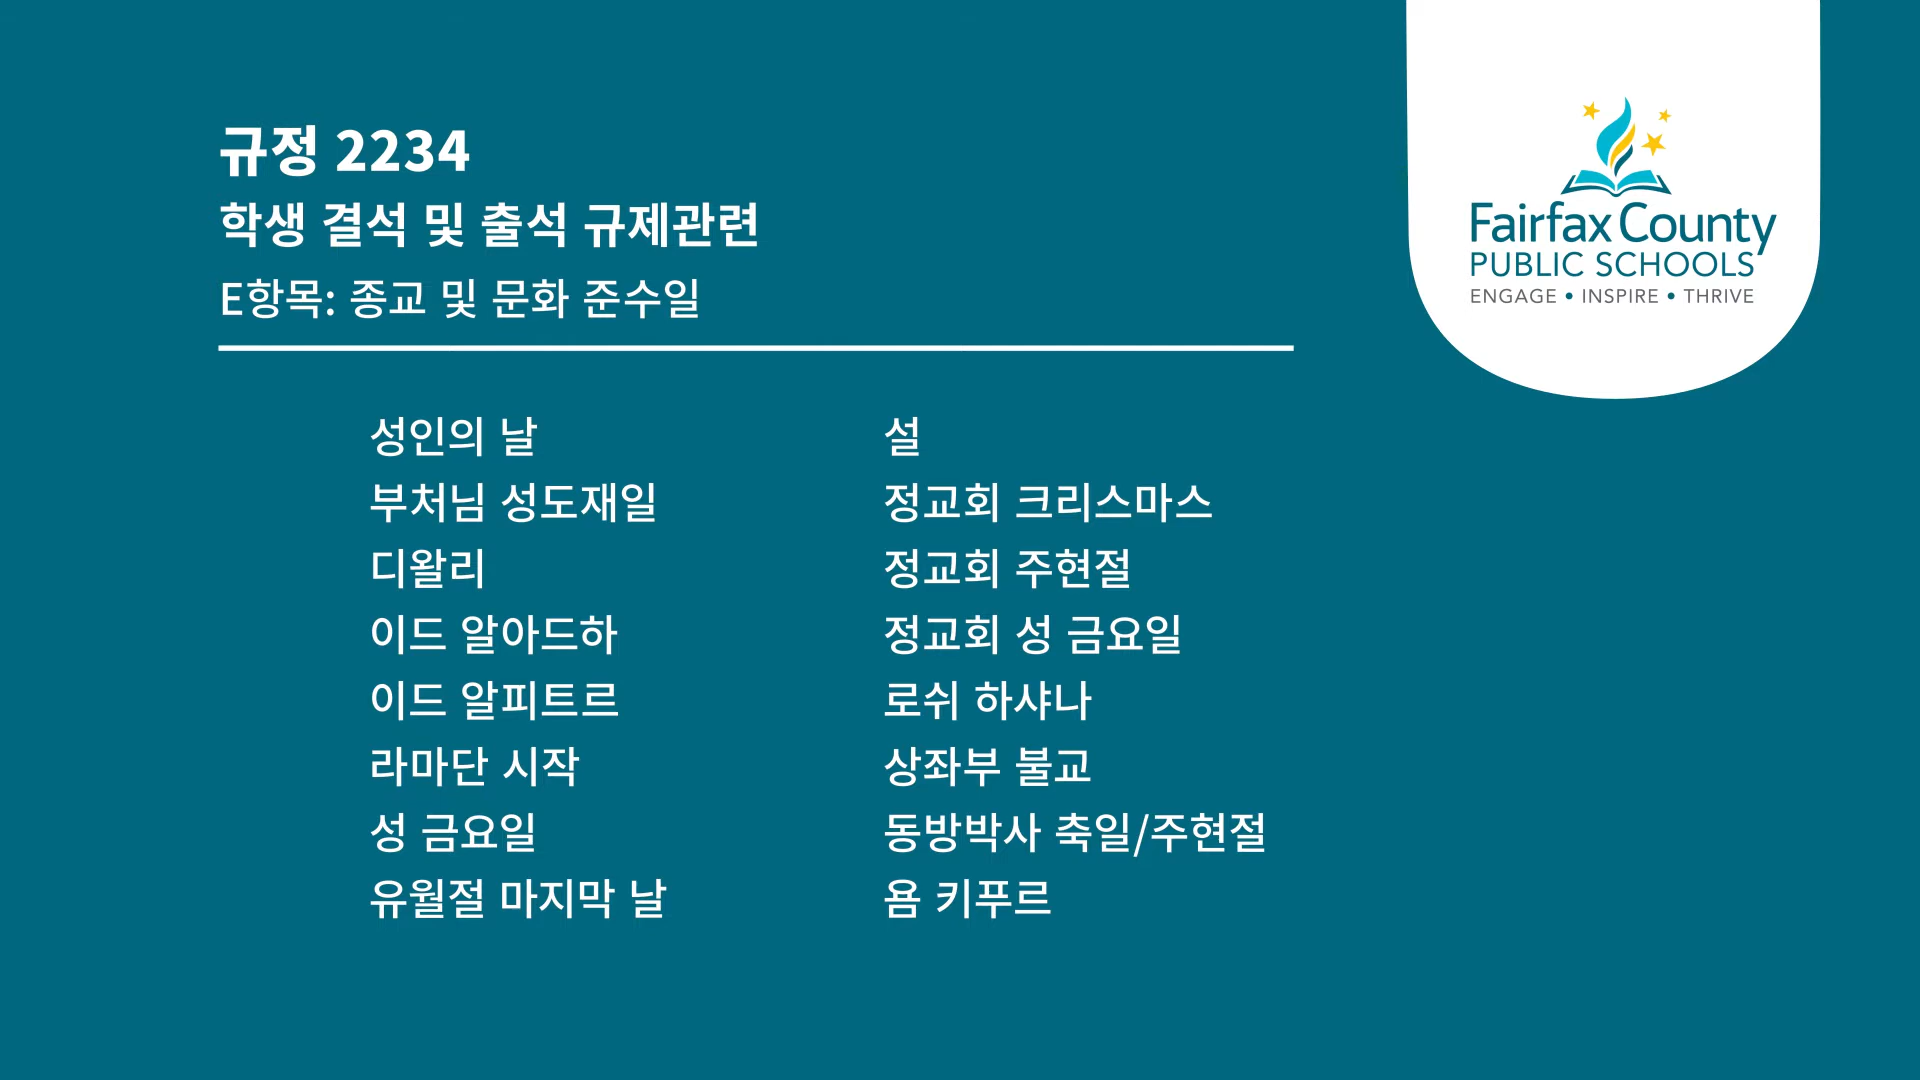 규정 2234
학생 결석 및 출석 규제관련
E항목: 종교 및 문화 준수일
Fairfax County
PUBLIC SCHOOLS
ENGAGE • INSPIRE • THRIVE
성인의 날
부처님 성도재일
디왈리
이드 알아드하
이드 알피트르
라마단 시작
성 금요일
유월절 마지막 날
설
정교회 크리스마스
정교회 주현절
정교회 성 금요일
로쉬 하샤나
상좌부 불교
동방박사 축일/주현절
욤 키푸르